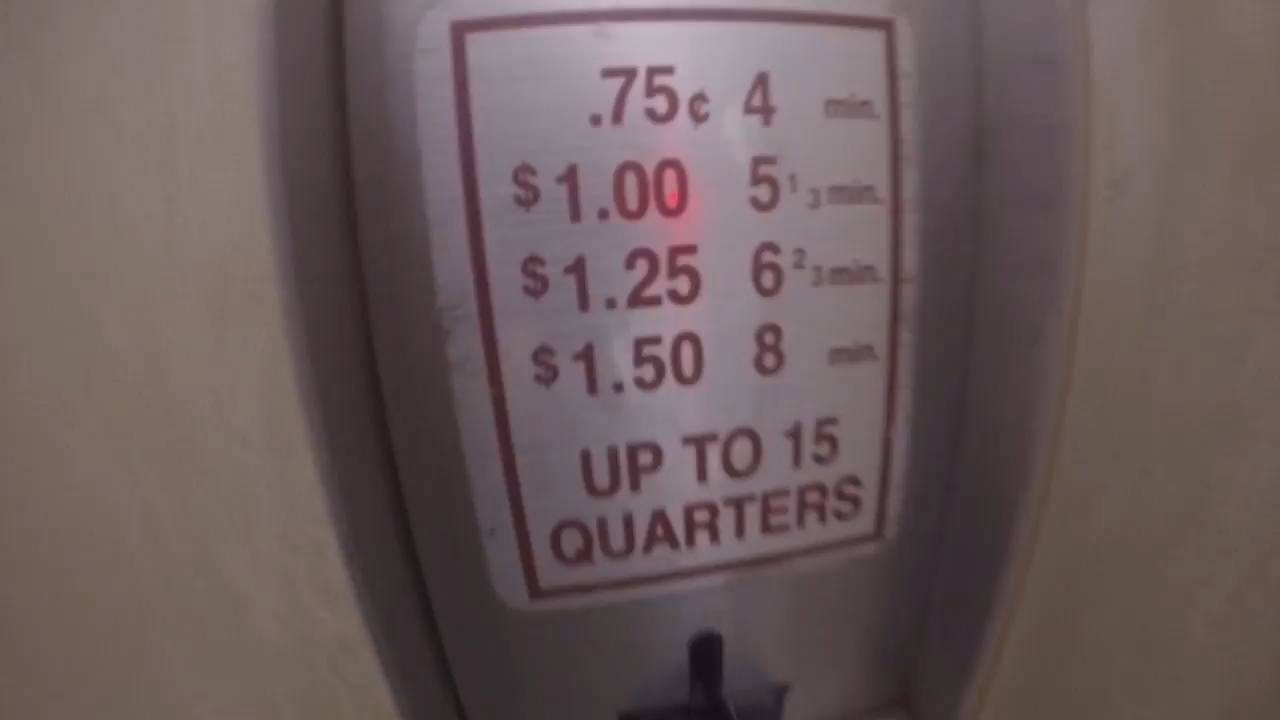 .75¢ 4 min.
$1.00 5 1 3 min.
$1.25 6 2 3 min.
$1.50 8 min.
UP TO 15
QUARTERS